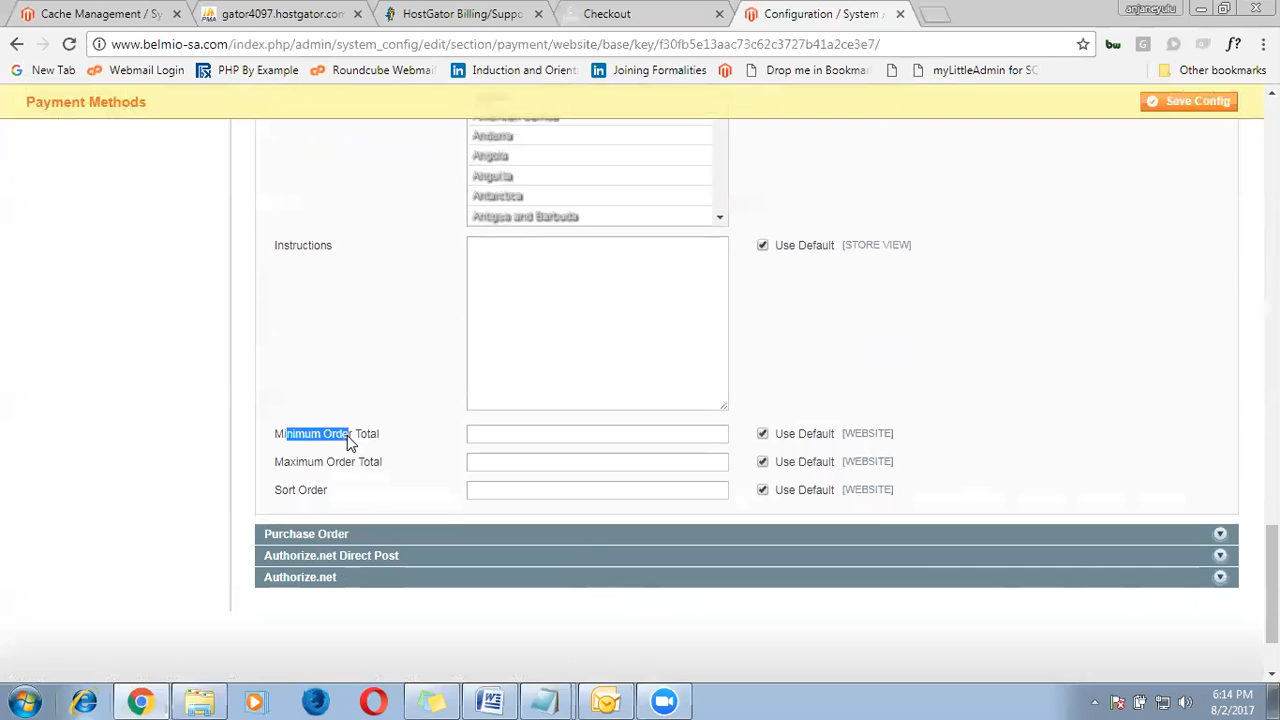 Cache Management / Sy
gator4097.hostgator.com
HostGator Billing/Suppo
Checkout
Configuration / System /
anjaneyulu
www.belmio-sa.com/index.php/admin/system_config/edit/section/payment/website/base/key/f30fb5e13aac73c62c3727b41a2ce3e7/
New Tab
Webmail Login
PHP By Example
Roundcube Webmail
Induction and Orient
Joining Formalities
Drop me in Bookmar
myLittleAdmin for SC
Other bookmarks
Payment Methods
Save Config
Andorra
Angola
Anguilla
Antarctica
Antigua and Barbuda
Instructions
Use Default [STORE VIEW]
Minimum Order Total
Use Default [WEBSITE]
Maximum Order Total
Use Default [WEBSITE]
Sort Order
Use Default [WEBSITE]
Purchase Order
Authorize.net Direct Post
Authorize.net
6:14 PM
8/2/2017